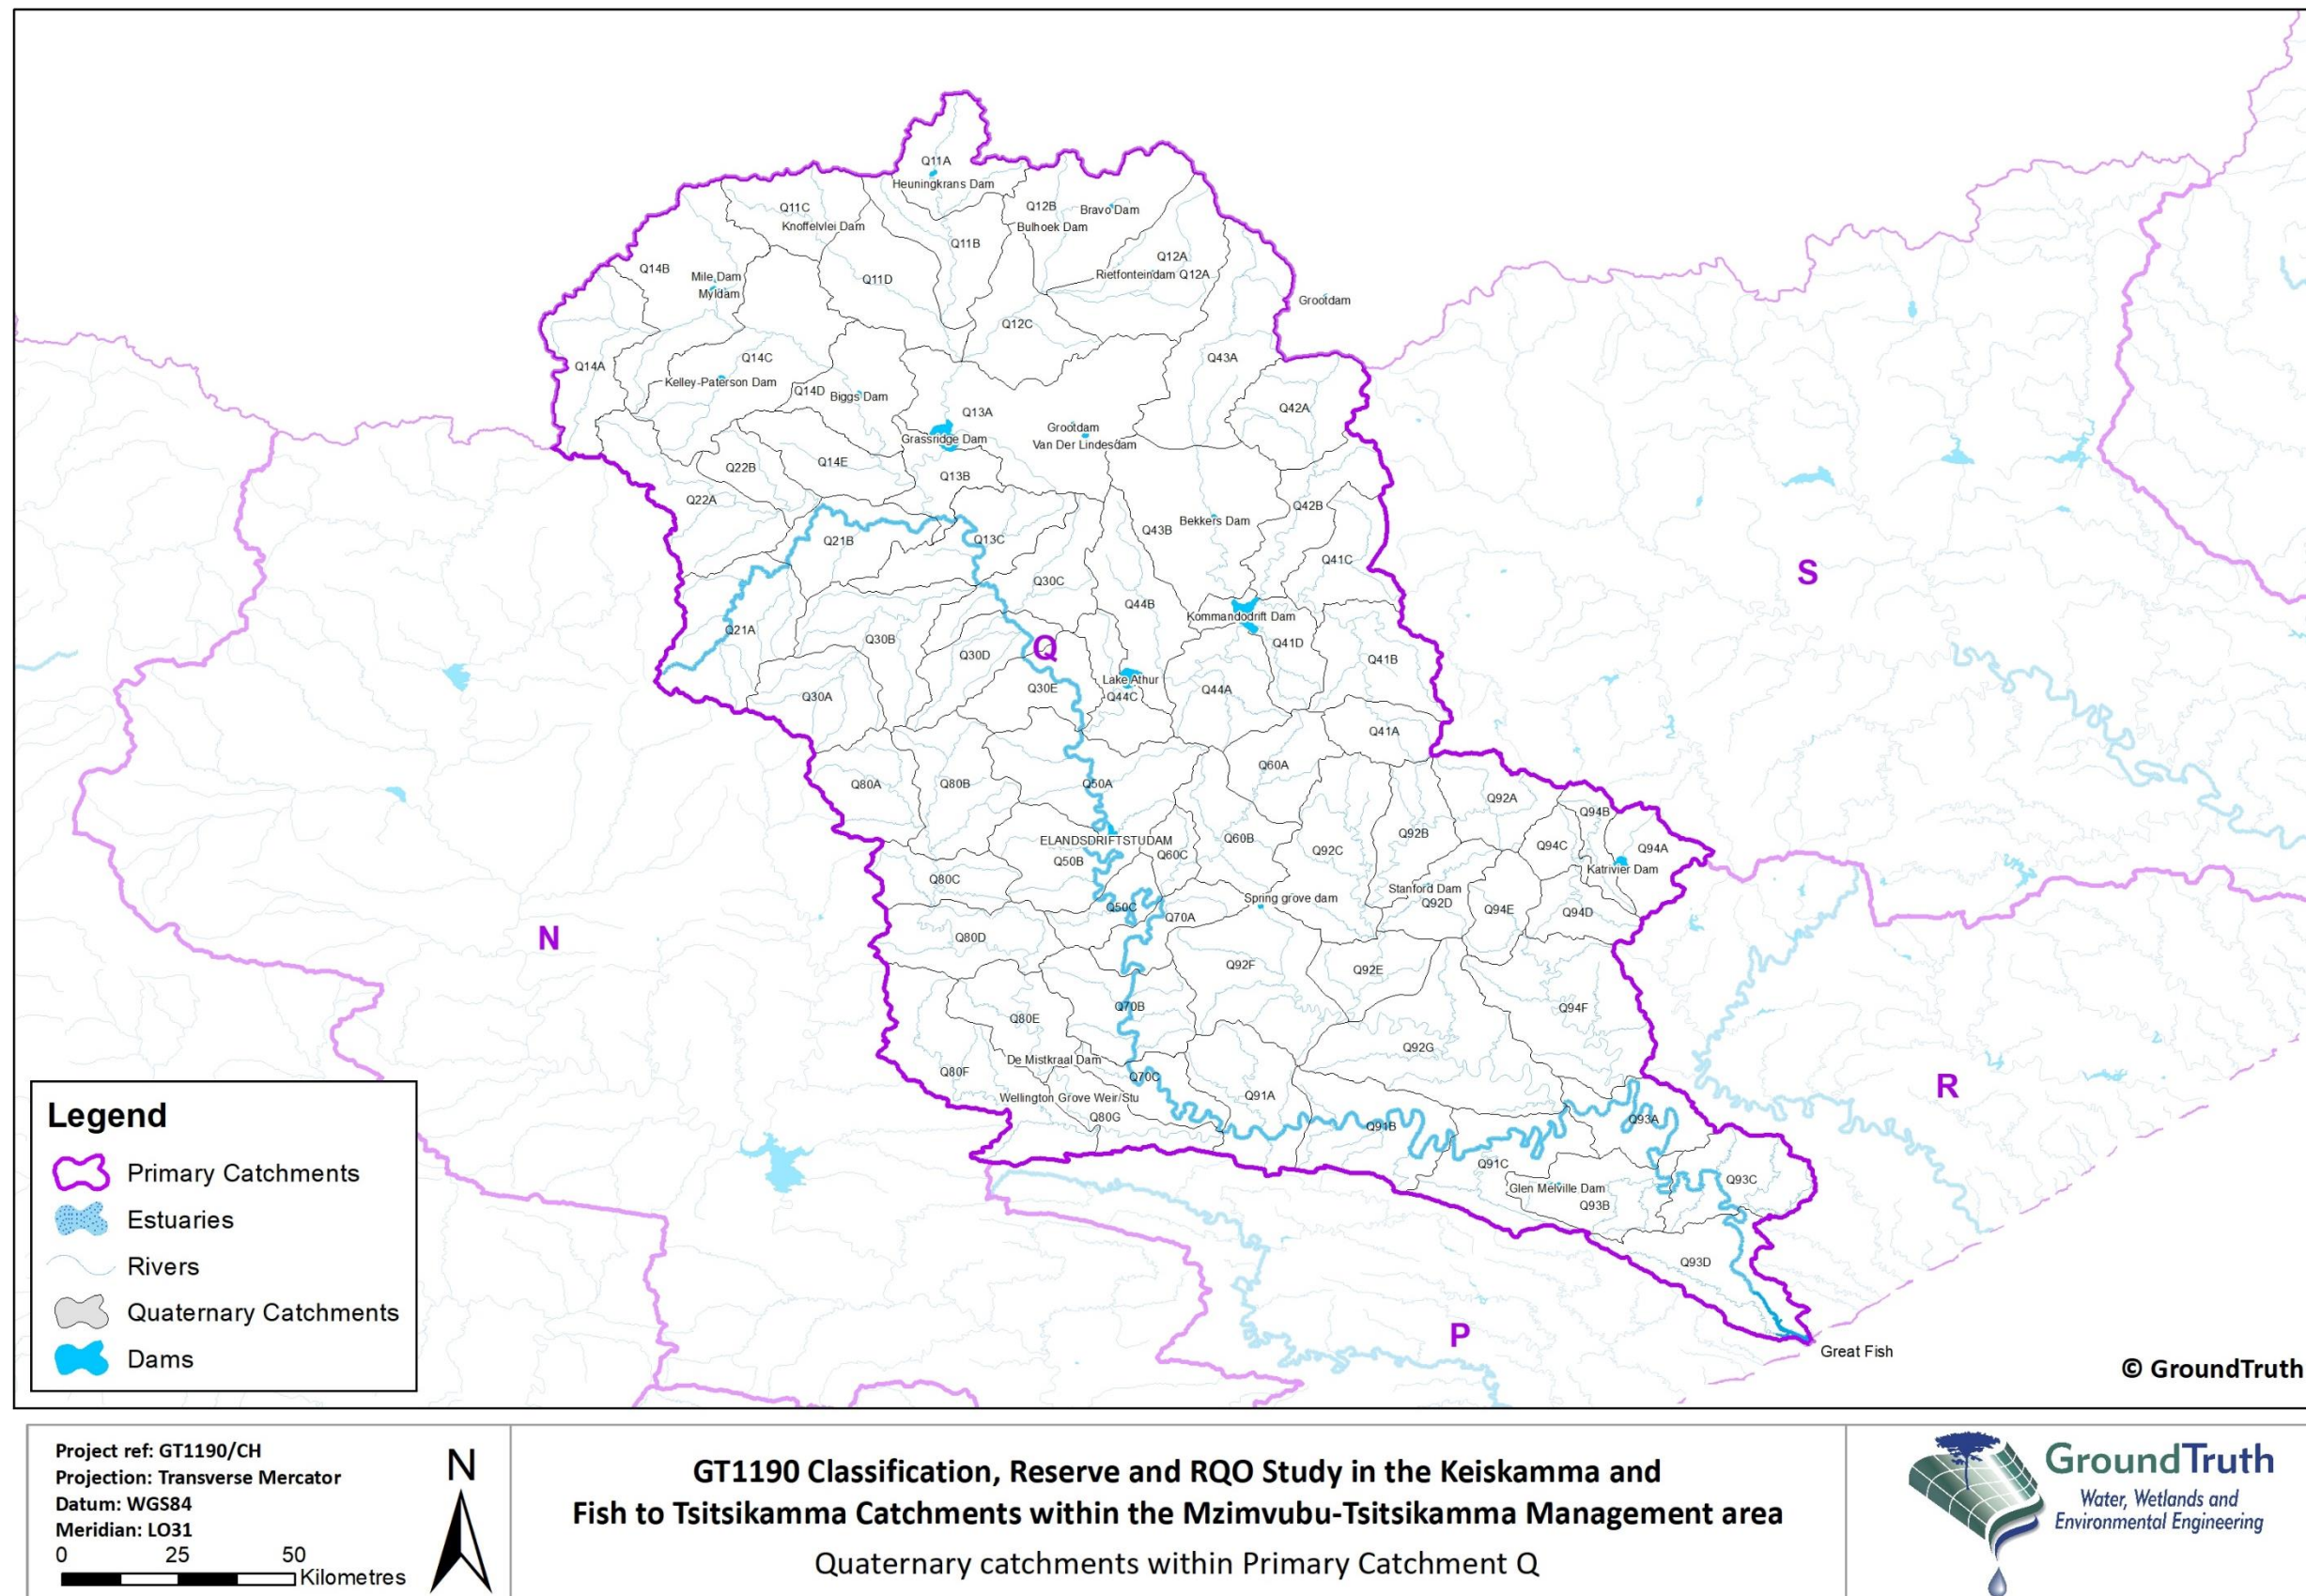 Q11A
Heuningkrans Dam
Q11C
Knoffelvlei Dam
Q12B
Bravo Dam
Bulhoek Dam
Q11B
Q12A
Rietfonteindam Q12A
Q14B
Mile Dam
Myldam
Q11D
Grootdam
Q12C
Q14A
Q14C
Kelley-Paterson Dam
Q14D
Biggs Dam
Q43A
Q42A
Q13A
Grassridge Dam
Grootdam
Van Der Lindesdam
Q22B
Q14E
Q13B
Q22A
Q42B
Q43B
Bekkers Dam
Q21B
Q13C
Q41C
Q30C
Q44B
Kommandodrift Dam
Q21A
Q30B
Q30D
Q
Q41D
Q41B
S
Q30A
Q30E
Lake Athur
Q44C
Q44A
Q41A
Q60A
Q80A
Q80B
Q50A
Q92A
Q94B
ELANDSDRIFTSTUDAM
Q50B
Q60C
Q60B
Q92C
Q92B
Q94C
Q94A
Katrivier Dam
Q80C
Stanford Dam
Q92D
Spring grove dam
Q50C
Q70A
Q94E
Q94D
N
Q80D
Q92F
Q92E
Q70B
Q80E
Q94F
Q92G
De Mistkraal Dam
Q80F
Q70C
R
Wellington Grove Weir/Stu
Q80G
Q91A
Q91B
Q93A
Q91C
Glen Melville Dam
Q93B
Q93C
Q93D
P
Great Fish
© GroundTruth
Legend
Primary Catchments
Estuaries
Rivers
Quaternary Catchments
Dams
Project ref: GT1190/CH
Projection: Transverse Mercator
Datum: WGS84
Meridian: LO31
0 25 50
Kilometres
N
GT1190 Classification, Reserve and RQO Study in the Keiskamma and
Fish to Tsitsikamma Catchments within the Mzimvubu-Tsitsikamma Management area
Quaternary catchments within Primary Catchment Q
GroundTruth
Water, Wetlands and
Environmental Engineering